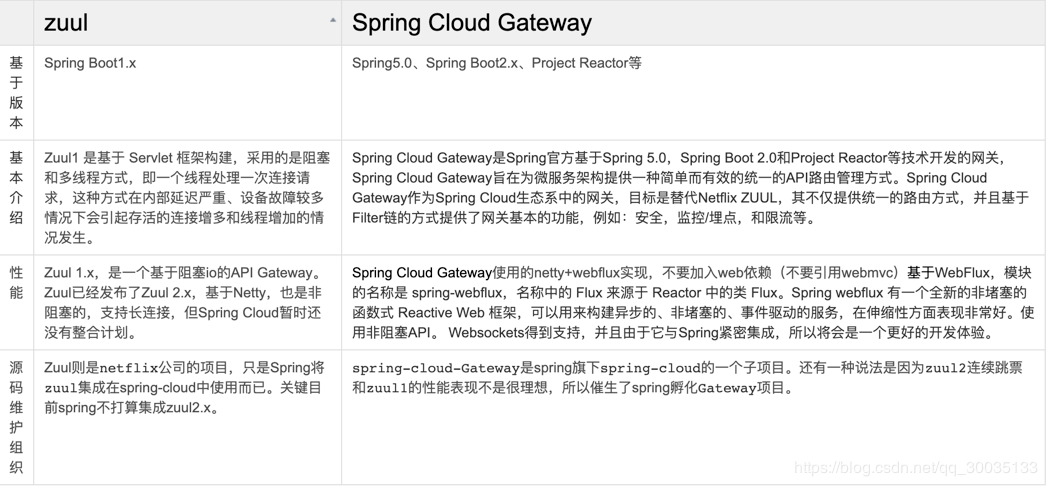 zuul
Spring Cloud Gateway
基于版本
Spring Boot1.x
Spring5.0、Spring Boot2.x、Project Reactor等
基本介绍
Zuul1 是基于 Servlet 框架构建，采用的是阻塞
和多线程方式，即一个线程处理一次连接请
求，这种方式在内部延迟严重、设备故障较多
情况下会引起存活的连接增多和线程增加的情
况发生。
Spring Cloud Gateway是Spring官方基于Spring 5.0，Spring Boot 2.0和Project Reactor等技术开发的网关，
Spring Cloud Gateway旨在为微服务架构提供一种简单而有效的统一的API路由管理方式。Spring Cloud
Gateway作为Spring Cloud生态系中的网关，目标是替代Netflix ZUUL，其不仅提供统一的路由方式，并且基于
Filter链的方式提供了网关基本的功能，例如：安全，监控/埋点，和限流等。
性能
Zuul 1.x，是一个基于阻塞io的API Gateway。
Zuul已经发布了Zuul 2.x，基于Netty，也是非
阻塞的，支持长连接，但Spring Cloud暂时还
没有整合计划。
Spring Cloud Gateway使用的netty+webflux实现，不要加入web依赖（不要引用webmvc）基于WebFlux，模块
的名称是 spring-webflux，名称中的 Flux 来源于 Reactor 中的类 Flux。Spring webflux 有一个全新的非堵塞的
函数式 Reactive Web 框架，可以用来构建异步的、非堵塞的、事件驱动的服务，在伸缩性方面表现非常好。使
用非阻塞API。 Websockets得到支持，并且由于它与Spring紧密集成，所以将会是一个更好的开发体验。
源码维护组织
Zuul则是netflix公司的项目，只是Spring将
zuul集成在spring-cloud中使用而已。关键目
前spring不打算集成zuul2.x。
spring-cloud-Gateway是spring旗下spring-cloud的一个子项目。还有一种说法是因为zuul2连续跳票
和zuul1的性能表现不是很理想，所以催生了spring孵化Gateway项目。
https://blog.csdn.net/qq_30035133